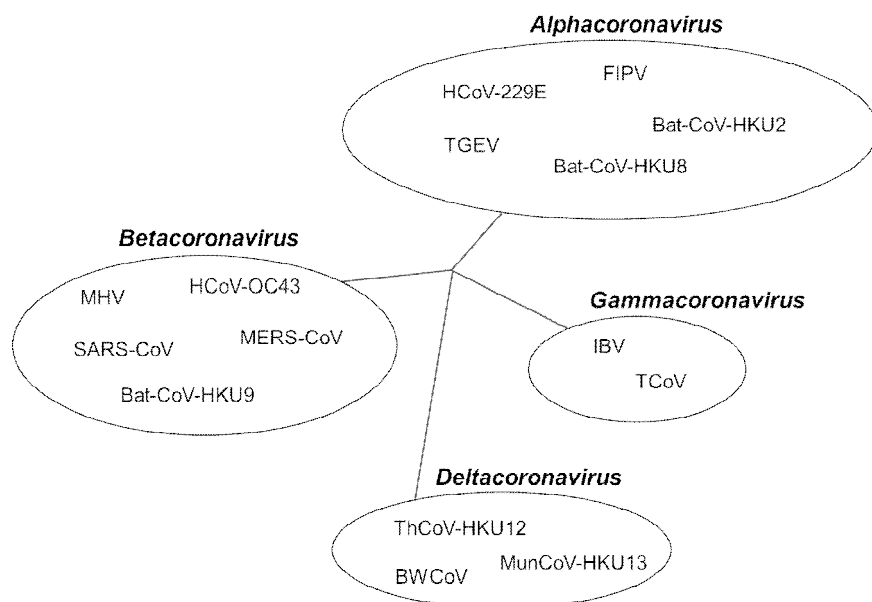 Alphacoronavirus
FIPV
HCoV-229E
Bat-CoV-HKU2
TGEV
Bat-CoV-HKU8
Betacoronavirus
HCoV-OC43
MHV
MERS-CoV
SARS-CoV
Bat-CoV-HKU9
Gammacoronavirus
IBV
TCoV
Deltacoronavirus
ThCoV-HKU12
MunCoV-HKU13
BWCoV